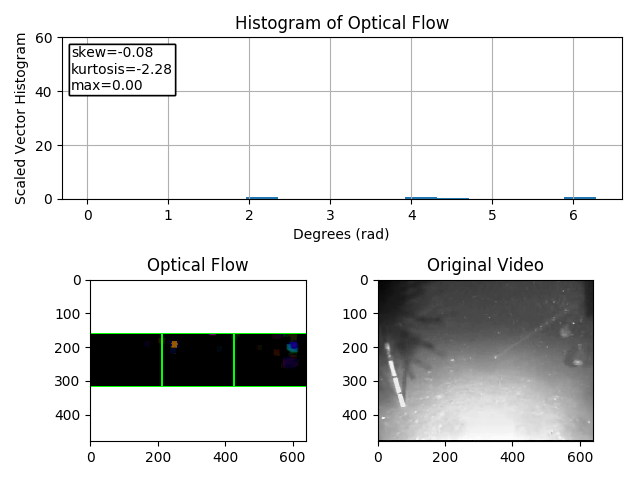 Histogram of Optical Flow
60
40
20
0
Scaled Vector Histogram
skew=-0.08
kurtosis=-2.28
max=0.00
0 1 2 3 4 5 6
Degrees (rad)
Optical Flow
0
100
200
300
400
0 200 400 600
Original Video
0
100
200
300
400
0 200 400 600